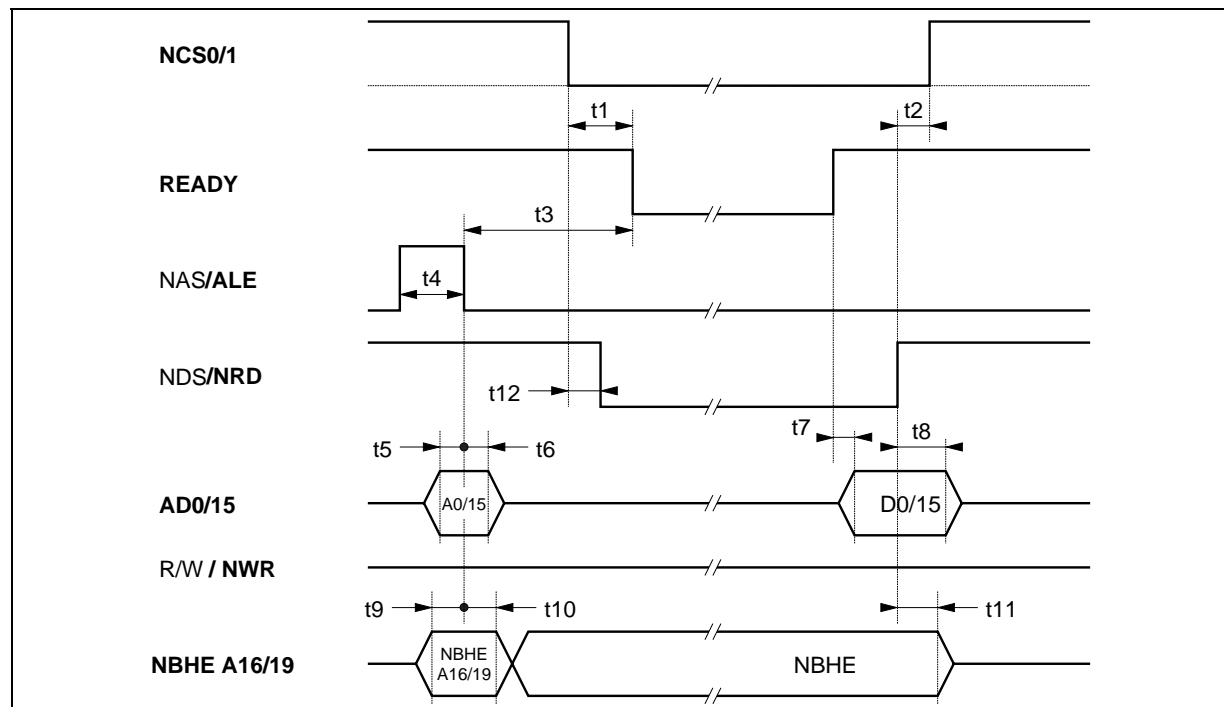 NCS0/1
t1
t2
READY
t3
NAS/ALE
t4
NDS/NRD
t12
t7
t8
t5
t6
AD0/15
A0/15
D0/15
R/W / NWR
t9
t10
t11
NBHE A16/19
NBHE
A16/19
NBHE